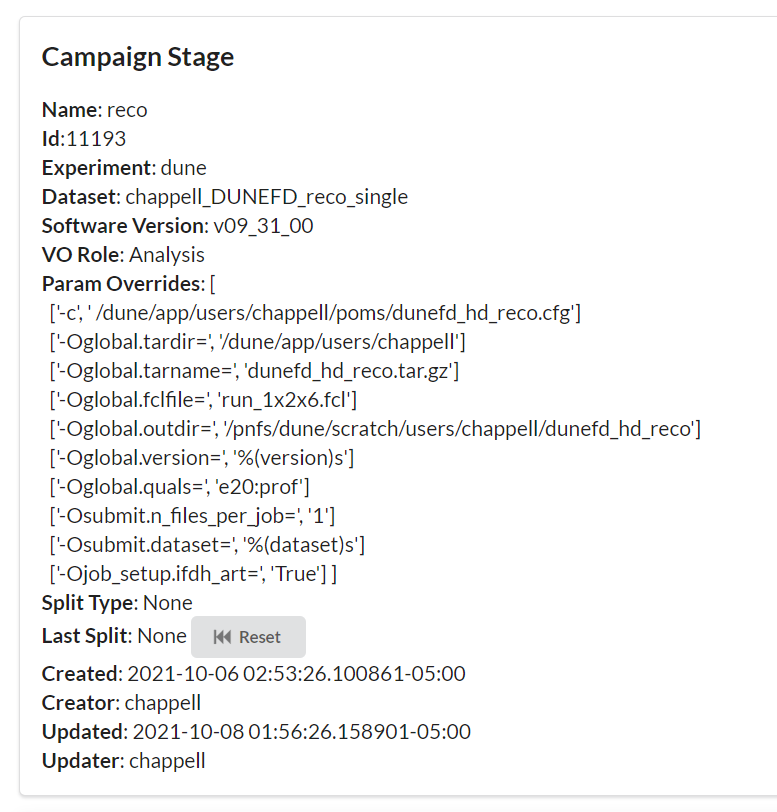 Campaign Stage
Name: reco
Id:11193
Experiment: dune
Dataset: chappell_DUNEFD_reco_single
Software Version: v09_31_00
VO Role: Analysis
Param Overrides: [
['-c', ' /dune/app/users/chappell/poms/dunefd_hd_reco.cfg']
['-Oglobal.tardir=', '/dune/app/users/chappell']
['-Oglobal.tarname=', 'dunefd_hd_reco.tar.gz']
['-Oglobal.fclfile=', 'run_1x2x6.fcl']
['-Oglobal.outdir=', '/pnfs/dune/scratch/users/chappell/dunefd_hd_reco']
['-Oglobal.version=', '%(version)s']
['-Oglobal.quals=', 'e20:prof']
['-Osubmit.n_files_per_job=', '1']
['-Osubmit.dataset=', '%(dataset)s']
['-Ojob_setup.ifdh_art=', 'True'] ]
Split Type: None
Last Split: None Reset
Created: 2021-10-06 02:53:26.100861-05:00
Creator: chappell
Updated: 2021-10-08 01:56:26.158901-05:00
Updater: chappell